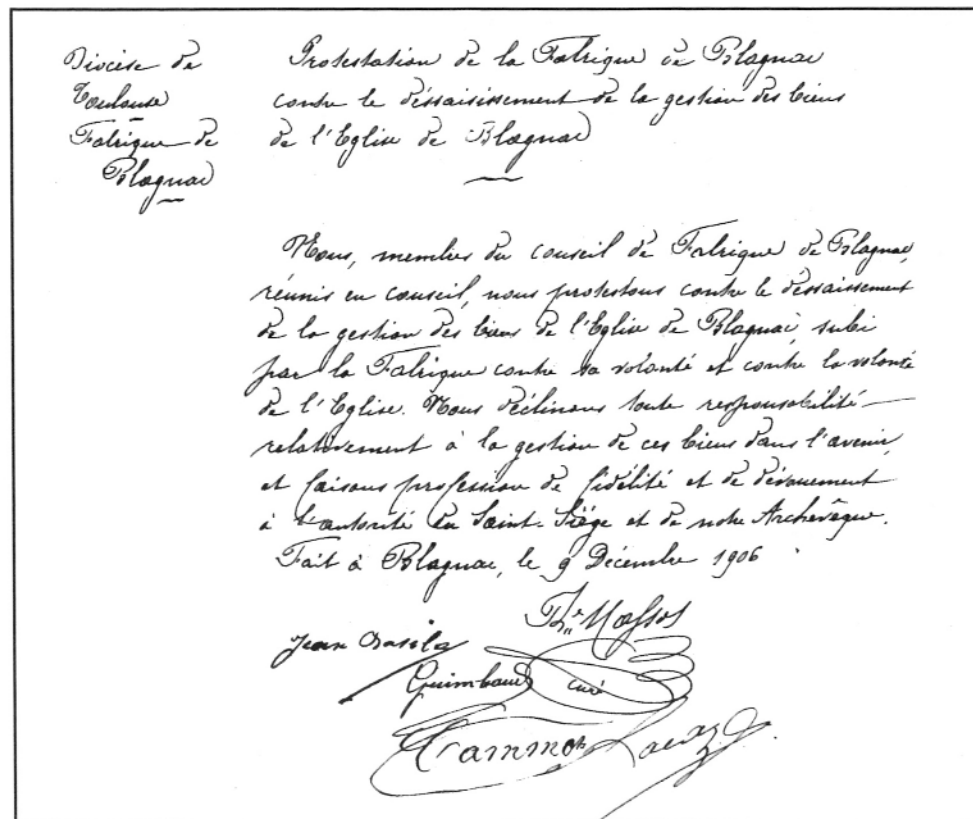 Diocèse de
Toulouse
Fabrique de
Blagnac
Protestation de la Fabrique de Blagnac
contre le déssaisissement de la gestion des biens
de l'Eglise de Blagnac
Nous, membres du conseil de Fabrique de Blagnac,
réunis en conseil, nous protestons contre le déssaissement
de la gestion des biens de l'Eglise de Blagnac, subi
par la Fabrique contre sa volonté et contre la volonté
de l'Eglise. Nous déclinons toute responsabilité
relativement à la gestion de ces biens dans l'avenir,
et faisons profession de fidélité et de dévouement
à l'autorité du Saint-Siège et de notre Archevêque.
Fait à Blagnac, le 9 Décembre 1906
Jean
Guimbaud curé